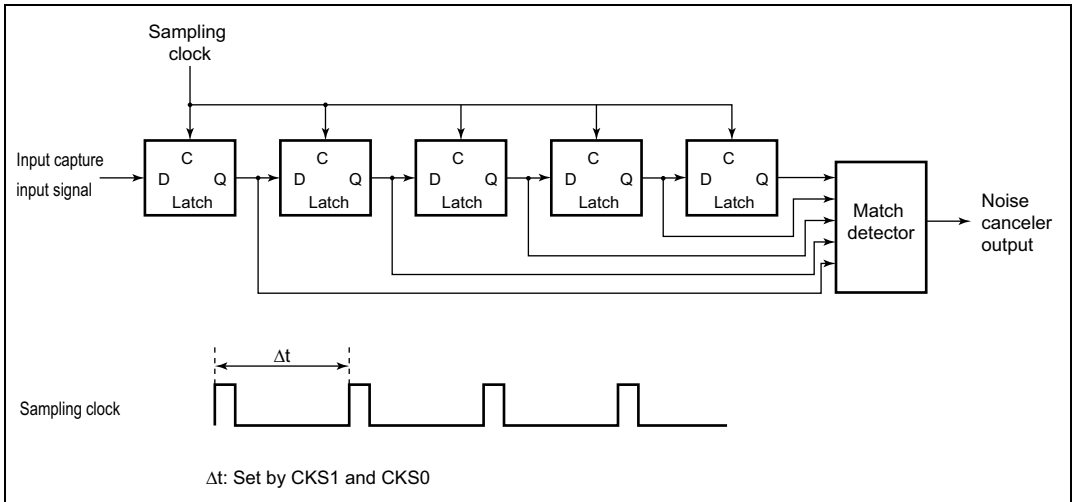 Sampling
clock
Input capture
input signal
C
D Q
Latch
C
D Q
Latch
C
D Q
Latch
C
D Q
Latch
C
D Q
Latch
Match
detector
Noise
canceler
output
Δt
Sampling clock
Δt: Set by CKS1 and CKS0